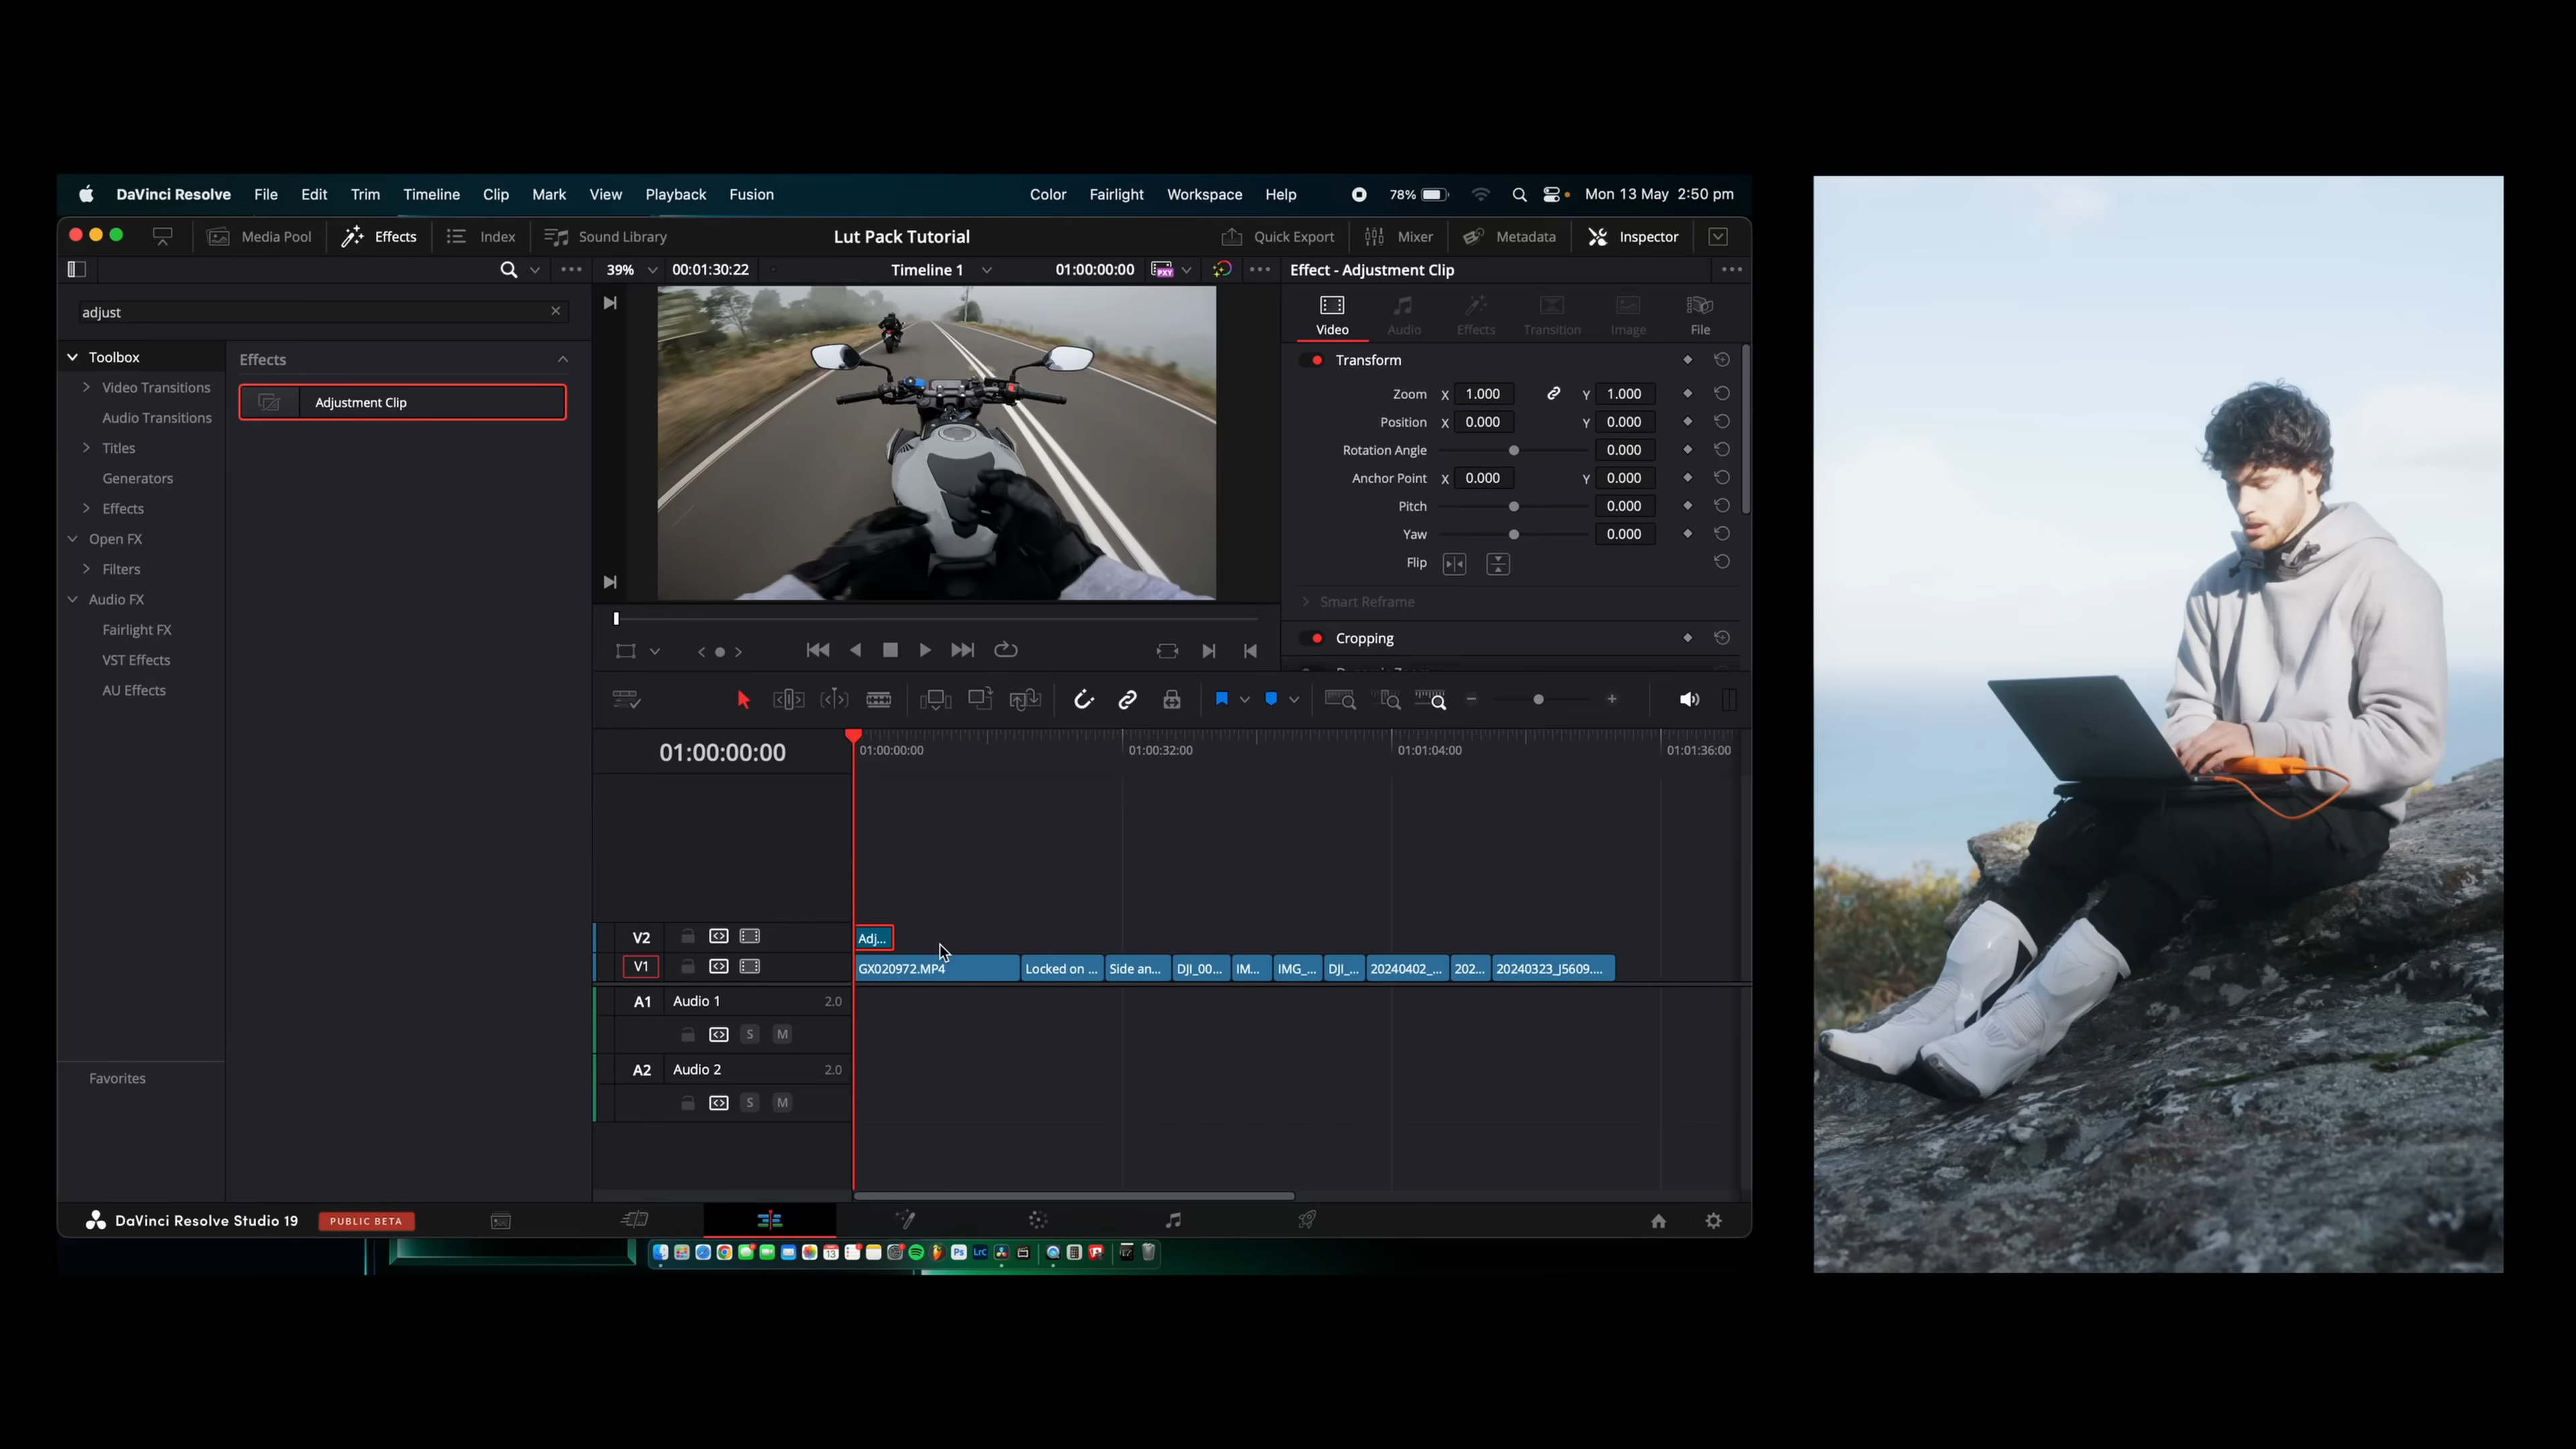 DaVinci Resolve File Edit Trim Timeline Clip Mark View Playback Fusion Color Fairlight Workspace Help 78% Mon 13 May 2:50 pm
Media Pool Effects Index Sound Library Lut Pack Tutorial Quick Export Mixer Metadata Inspector
39% 00:01:30:22 Timeline 1 01:00:00:00 PXY Effect - Adjustment Clip
adjust
Video Audio Effects Transition Image File
Toolbox
Video Transitions
Audio Transitions
Titles
Generators
Effects
Open FX
Filters
Audio FX
Fairlight FX
VST Effects
AU Effects
Favorites
Effects
Adjustment Clip
Transform
Zoom X 1.000 Y 1.000
Position X 0.000 Y 0.000
Rotation Angle 0.000
Anchor Point X 0.000 Y 0.000
Pitch 0.000
Yaw 0.000
Flip
Smart Reframe
Cropping
01:00:00:00 01:00:00:00 01:00:32:00 01:01:04:00 01:01:36:00
V2 Adj...
V1 GX020972.MP4 Locked on ... Side an... DJI_00... IM... IMG_... DJI_... 20240402_... 202... 20240323_J5609....
A1 Audio 1 2.0
S M
A2 Audio 2 2.0
S M
DaVinci Resolve Studio 19 PUBLIC BETA
13 Ps LrC